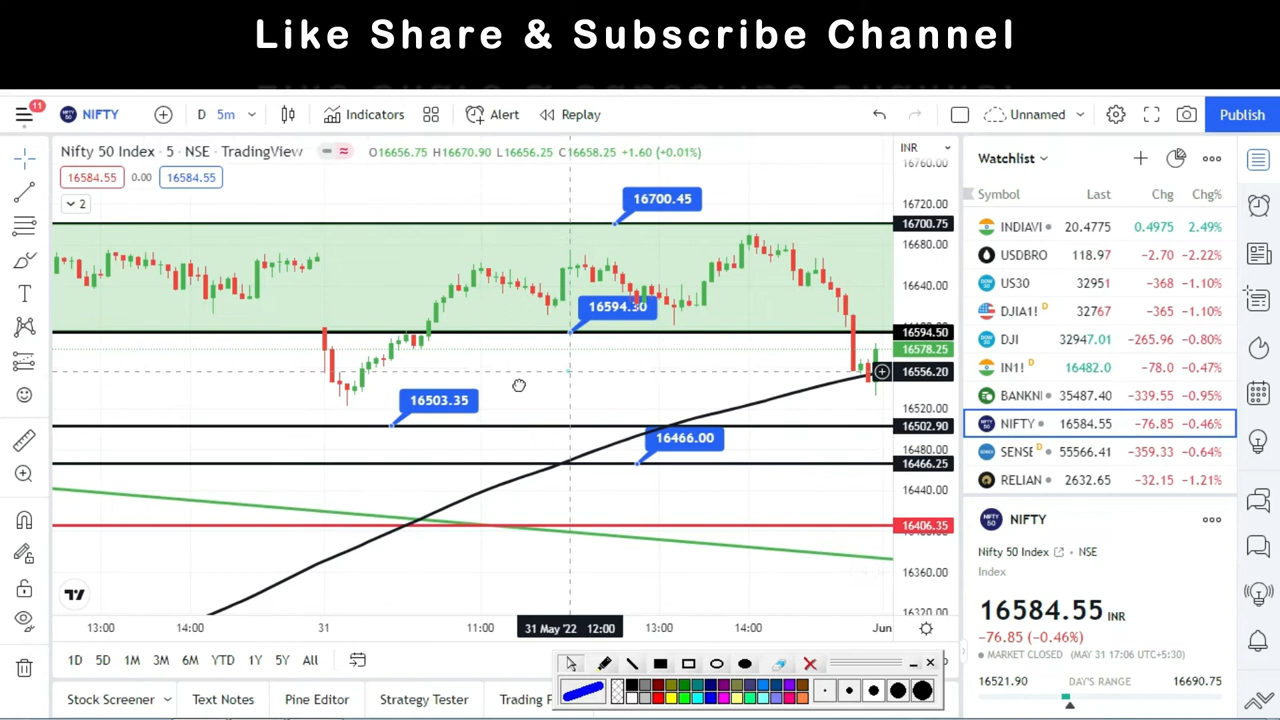 Like Share & Subscribe Channel
11
NIFTY
D 5m
Indicators
Alert
Replay
Unnamed
Publish
Nifty 50 Index · 5 · NSE · TradingView
O16656.75 H16670.90 L16656.25 C16658.25 +1.60 (+0.01%)
INR
16584.55 0.00 16584.55
2
16760.00
16720.00
16700.75
16680.00
16640.00
16594.50
16578.25
16556.20
16520.00
16502.90
16480.00
16466.25
16440.00
16406.35
16360.00
16320.00
16700.45
16594.30
16503.35
16466.00
13:00 14:00 31 11:00 31 May '22 12:00 13:00 14:00 Jun
1D 5D 1M 3M 6M YTD 1Y 5Y All
Stock Screener Text Notes Pine Editor Strategy Tester Trading P
Watchlist
Symbol Last Chg Chg%
INDIAVI 20.4775 0.4975 2.49%
USDBRO 118.97 −2.70 −2.22%
US30 32951 −368 −1.10%
DJIA1! D 32767 −365 −1.10%
DJI 32947.01 −265.96 −0.80%
IN1! D 16482.0 −78.0 −0.47%
BANKNI 35487.40 −339.55 −0.95%
NIFTY 16584.55 −76.85 −0.46%
SENSE D 55566.41 −359.33 −0.64%
RELIAN 2632.65 −32.15 −1.21%
NIFTY
Nifty 50 Index · NSE
Index
16584.55 INR
−76.85 (−0.46%)
MARKET CLOSED (MAY 31 17:06 UTC+5:30)
16521.90 DAY'S RANGE 16690.75